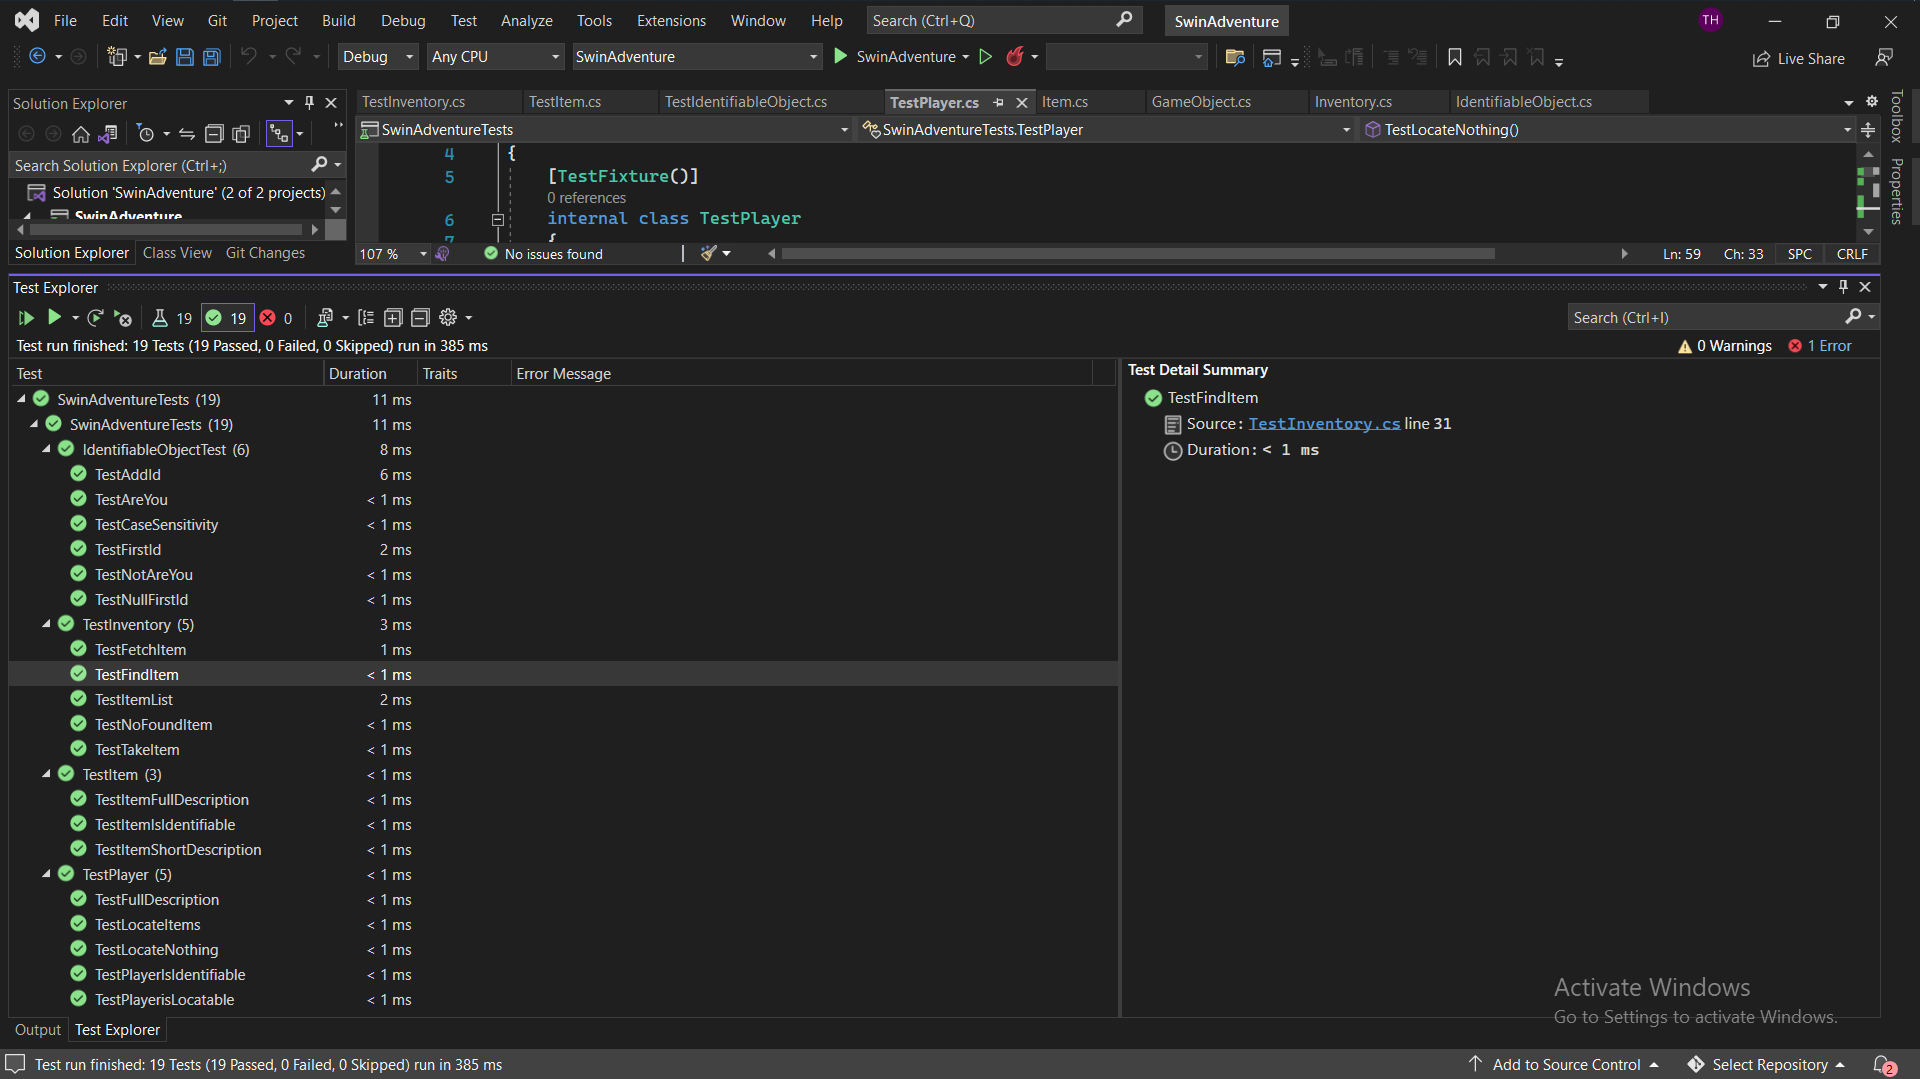 File Edit View Git Project Build Debug Test Analyze Tools Extensions Window Help Search (Ctrl+Q) SwinAdventure TH
Debug Any CPU SwinAdventure SwinAdventure Live Share
Solution Explorer
Search Solution Explorer (Ctrl+;)
Solution 'SwinAdventure' (2 of 2 projects)
SwinAdventure
Solution Explorer Class View Git Changes
TestInventory.cs TestItem.cs TestIdentifiableObject.cs TestPlayer.cs Item.cs GameObject.cs Inventory.cs IdentifiableObject.cs
SwinAdventureTests SwinAdventureTests.TestPlayer TestLocateNothing()
4 {
5 [TestFixture()]
0 references
6 internal class TestPlayer
7 {
107 % No issues found Ln: 59 Ch: 33 SPC CRLF
Toolbox
Properties
Test Explorer
19 19 0 Search (Ctrl+I)
Test run finished: 19 Tests (19 Passed, 0 Failed, 0 Skipped) run in 385 ms 0 Warnings 1 Error
Test Duration Traits Error Message
SwinAdventureTests (19) 11 ms
SwinAdventureTests (19) 11 ms
IdentifiableObjectTest (6) 8 ms
TestAddId 6 ms
TestAreYou < 1 ms
TestCaseSensitivity < 1 ms
TestFirstId 2 ms
TestNotAreYou < 1 ms
TestNullFirstId < 1 ms
TestInventory (5) 3 ms
TestFetchItem 1 ms
TestFindItem < 1 ms
TestItemList 2 ms
TestNoFoundItem < 1 ms
TestTakeItem < 1 ms
TestItem (3) < 1 ms
TestItemFullDescription < 1 ms
TestItemIsIdentifiable < 1 ms
TestItemShortDescription < 1 ms
TestPlayer (5) < 1 ms
TestFullDescription < 1 ms
TestLocateItems < 1 ms
TestLocateNothing < 1 ms
TestPlayerIsIdentifiable < 1 ms
TestPlayerisLocatable < 1 ms
Test Detail Summary
TestFindItem
Source: TestInventory.cs line 31
Duration: < 1 ms
Activate Windows
Go to Settings to activate Windows.
Output Test Explorer
Test run finished: 19 Tests (19 Passed, 0 Failed, 0 Skipped) run in 385 ms Add to Source Control Select Repository 2